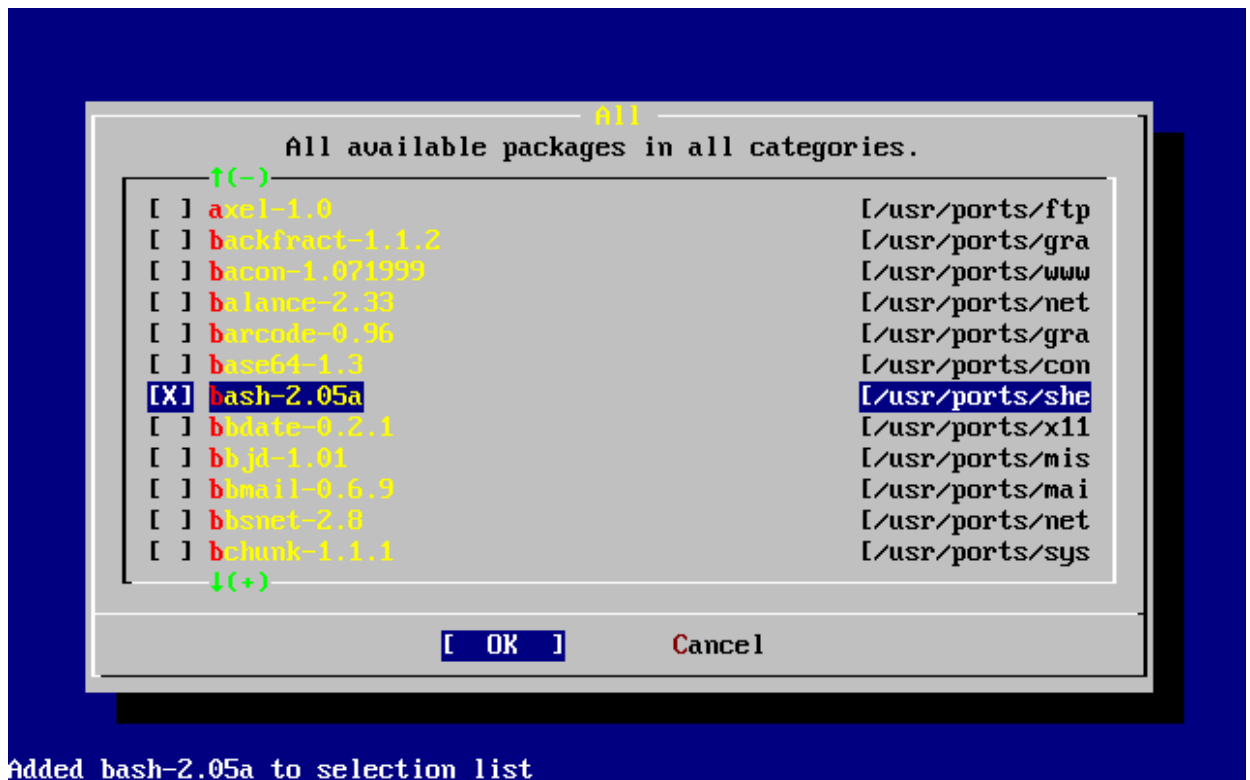 All
All available packages in all categories.
↑(-)
[ ] axel-1.0 [/usr/ports/ftp
[ ] backfract-1.1.2 [/usr/ports/gra
[ ] bacon-1.071999 [/usr/ports/www
[ ] balance-2.33 [/usr/ports/net
[ ] barcode-0.96 [/usr/ports/gra
[ ] base64-1.3 [/usr/ports/con
[X] bash-2.05a [/usr/ports/she
[ ] bbdate-0.2.1 [/usr/ports/x11
[ ] bbjd-1.01 [/usr/ports/mis
[ ] bbmail-0.6.9 [/usr/ports/mai
[ ] bbsnet-2.8 [/usr/ports/net
[ ] bchunk-1.1.1 [/usr/ports/sys
↓(+)
[ OK ] Cancel
Added bash-2.05a to selection list